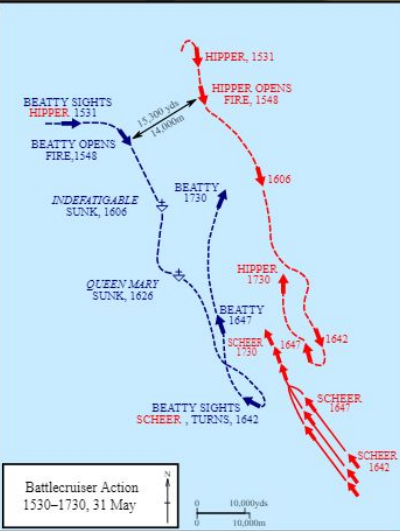 HIPPER, 1531
HIPPER OPENS
FIRE, 1548
BEATTY SIGHTS
HIPPER 1531
15,300 yds
14,000m
BEATTY OPENS
FIRE,1548
1606
BEATTY
1730
INDEFATIGABLE
SUNK, 1606
HIPPER
1730
QUEEN MARY
SUNK, 1626
BEATTY
1647
1642
SCHEER
1730
1647
SCHEER
1647
BEATTY SIGHTS
SCHEER , TURNS, 1642
SCHEER
1642
Battlecruiser Action
1530–1730, 31 May
N
0 10,000yds
0 10,000m